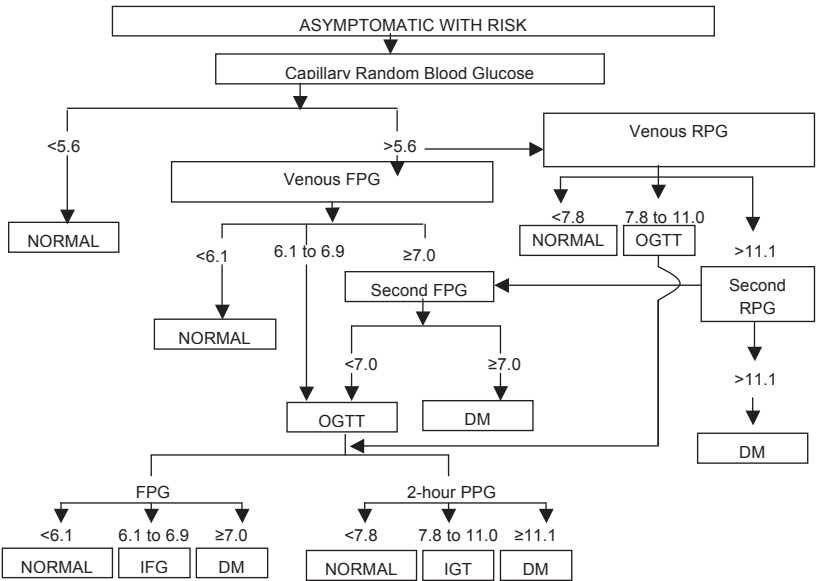 ASYMPTOMATIC WITH RISK
Capillary Random Blood Glucose
<5.6
>5.6
Venous RPG
Venous FPG
NORMAL
<7.8
7.8 to 11.0
>11.1
NORMAL
OGTT
<6.1
6.1 to 6.9
≥7.0
Second FPG
Second
RPG
NORMAL
<7.0
≥7.0
>11.1
OGTT
DM
DM
FPG
2-hour PPG
<6.1
6.1 to 6.9
≥7.0
<7.8
7.8 to 11.0
≥11.1
NORMAL
IFG
DM
NORMAL
IGT
DM